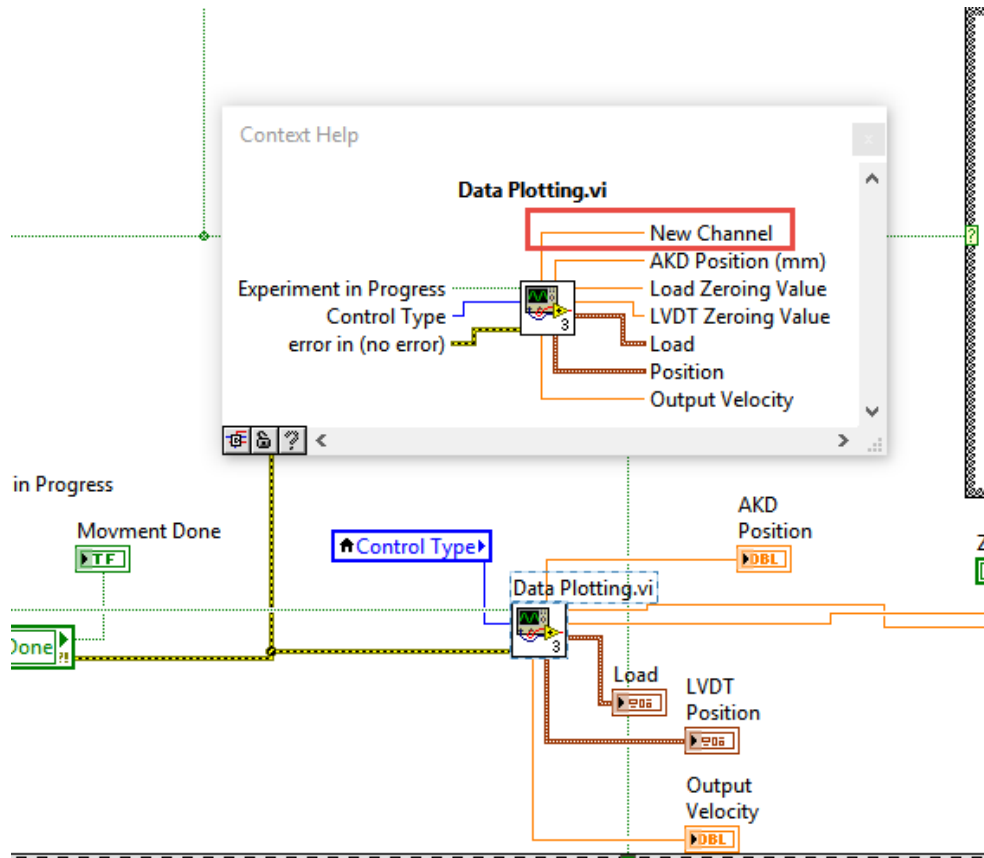 Context Help
x
Data Plotting.vi
New Channel
AKD Position (mm)
Experiment in Progress
Load Zeroing Value
Control Type
LVDT Zeroing Value
error in (no error)
3
Load
Position
Output Velocity
?
in Progress
Movment Done
TF
Control Type
AKD
Position
DBL
Z
Data Plotting.vi
3
Done
?!
Load
LVDT
Position
Output
Velocity
DBL
?